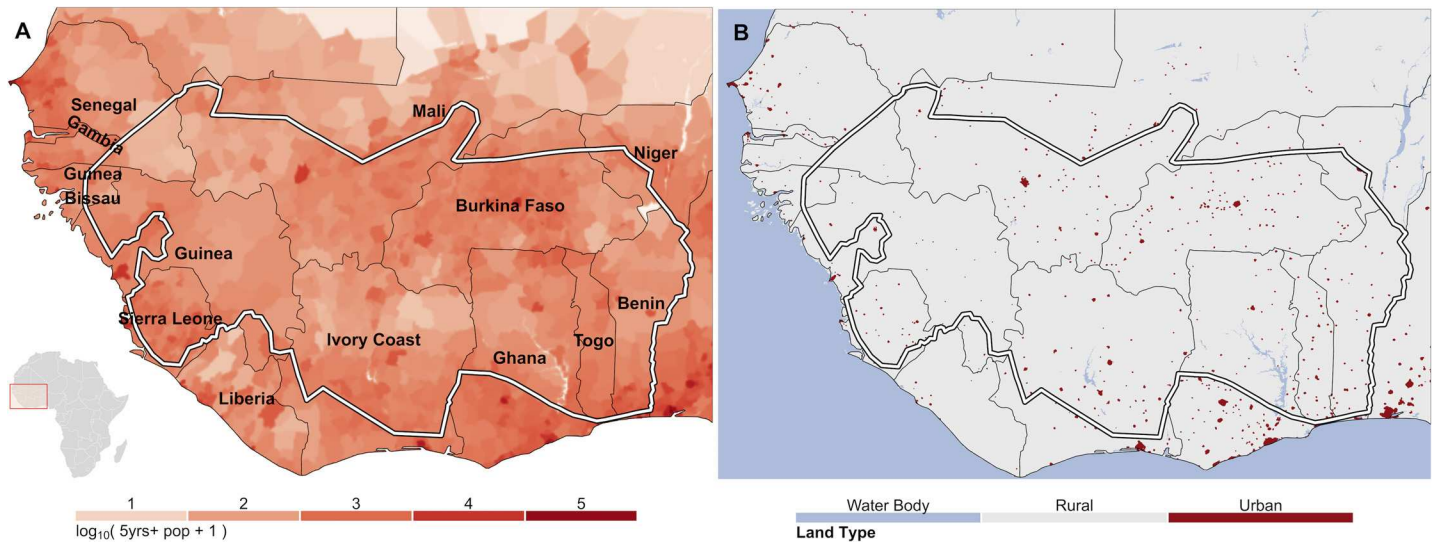 A
B
Senegal
Mali
Gambia
Niger
Guinea
Bissau
Burkina Faso
Guinea
Benin
Sierra Leone
Ivory Coast
Togo
Ghana
Liberia
1 2 3 4 5
log₁₀( 5yrs+ pop + 1 )
Water Body Rural Urban
Land Type